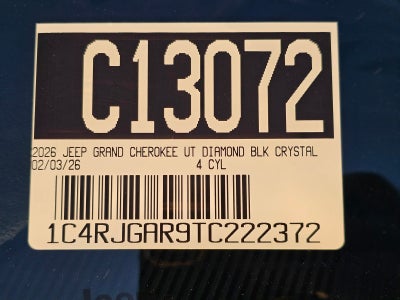 C13072
2026 JEEP GRAND CHEROKEE UT DIAMOND BLK CRYSTAL
02/03/26 4 CYL
1C4RJGAR9TC222372